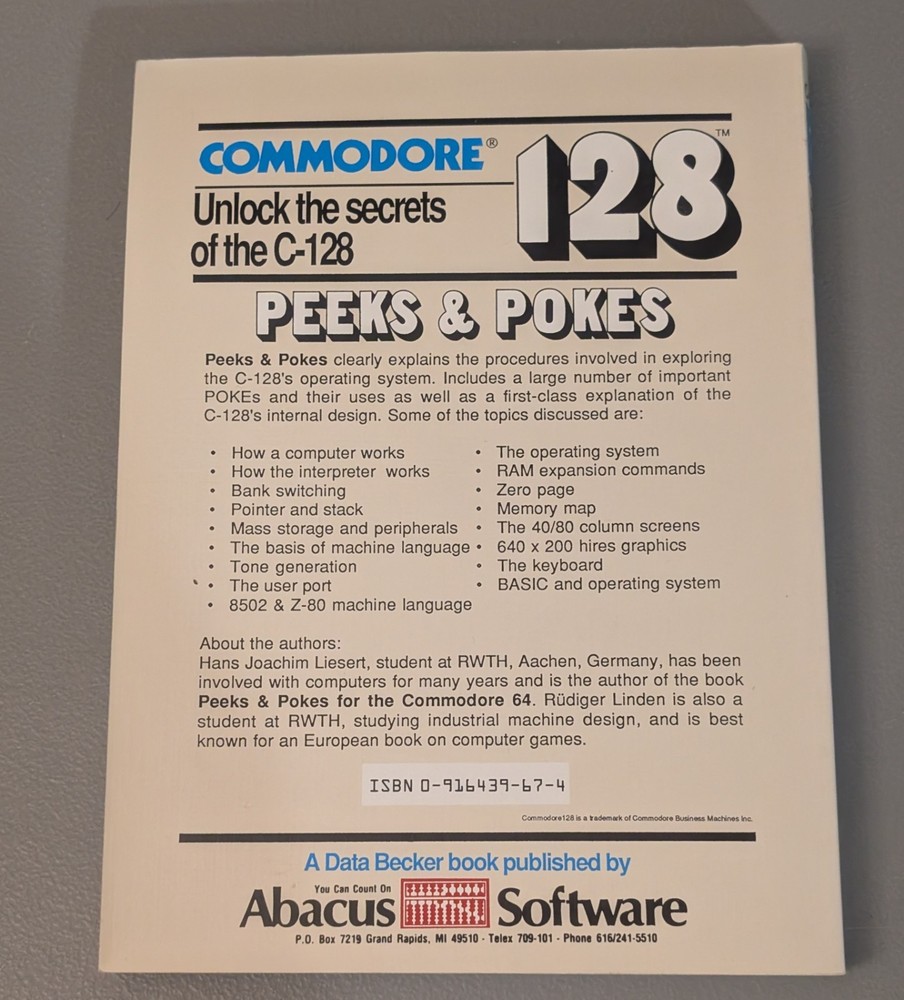 COMMODORE® 128™
Unlock the secrets
of the C-128
PEEKS & POKES
Peeks & Pokes clearly explains the procedures involved in exploring
the C-128's operating system. Includes a large number of important
POKEs and their uses as well as a first-class explanation of the
C-128's internal design. Some of the topics discussed are:
• How a computer works
• How the interpreter works
• Bank switching
• Pointer and stack
• Mass storage and peripherals
• The basis of machine language
• Tone generation
• The user port
• 8502 & Z-80 machine language
• The operating system
• RAM expansion commands
• Zero page
• Memory map
• The 40/80 column screens
• 640 x 200 hires graphics
• The keyboard
• BASIC and operating system
About the authors:
Hans Joachim Liesert, student at RWTH, Aachen, Germany, has been
involved with computers for many years and is the author of the book
Peeks & Pokes for the Commodore 64. Rüdiger Linden is also a
student at RWTH, studying industrial machine design, and is best
known for an European book on computer games.
ISBN 0-916439-67-4
Commodore128 is a trademark of Commodore Business Machines Inc.
A Data Becker book published by
You Can Count On
Abacus Software
P.O. Box 7219 Grand Rapids, MI 49510 - Telex 709-101 - Phone 616/241-5510